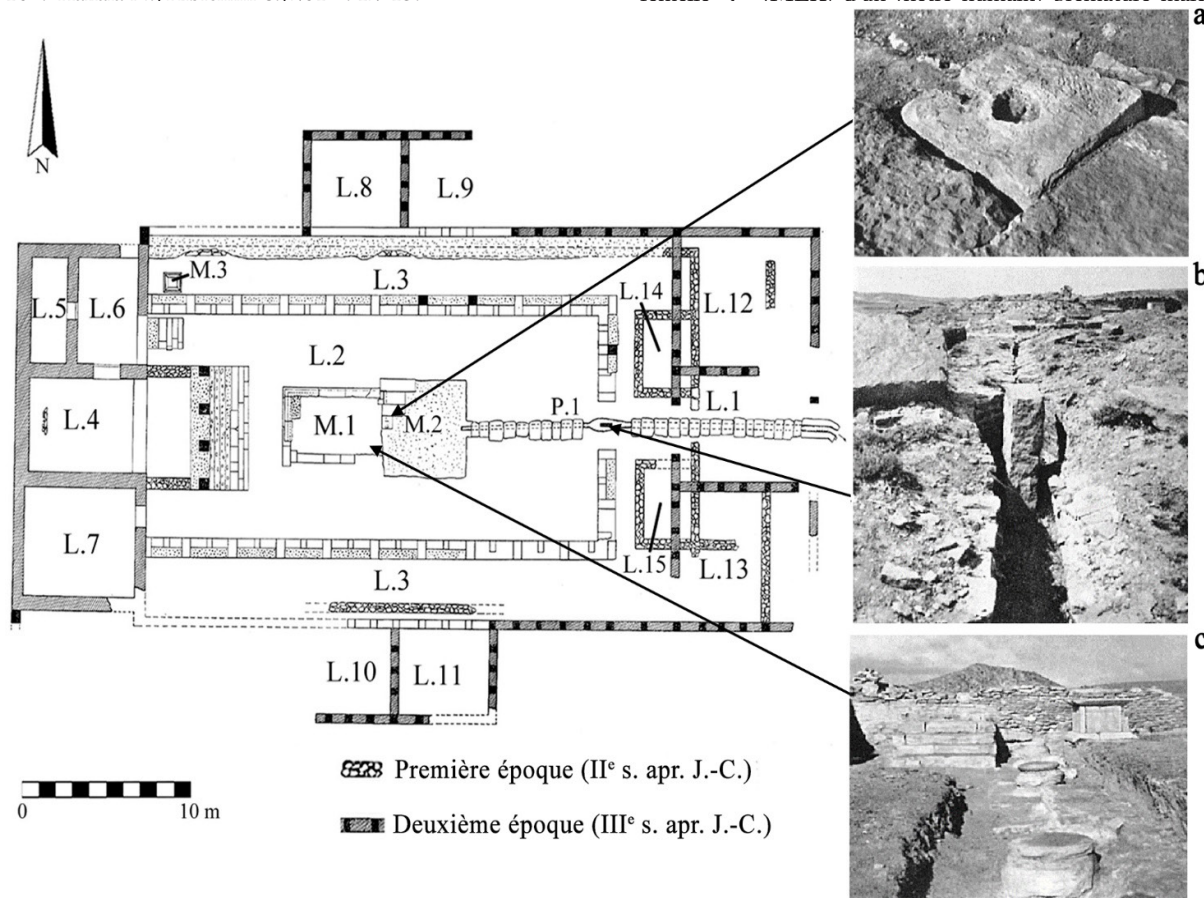 a
N
L.8
L.9
M.3
L.3
L.5
L.6
L.14
L.12
b
L.2
L.4
M.1
M.2
P.1
L.1
L.7
L.15
L.13
L.3
L.10
L.11
c
Première époque (IIᵉ s. apr. J.-C.)
0
10 m
Deuxième époque (IIIᵉ s. apr. J.-C.)